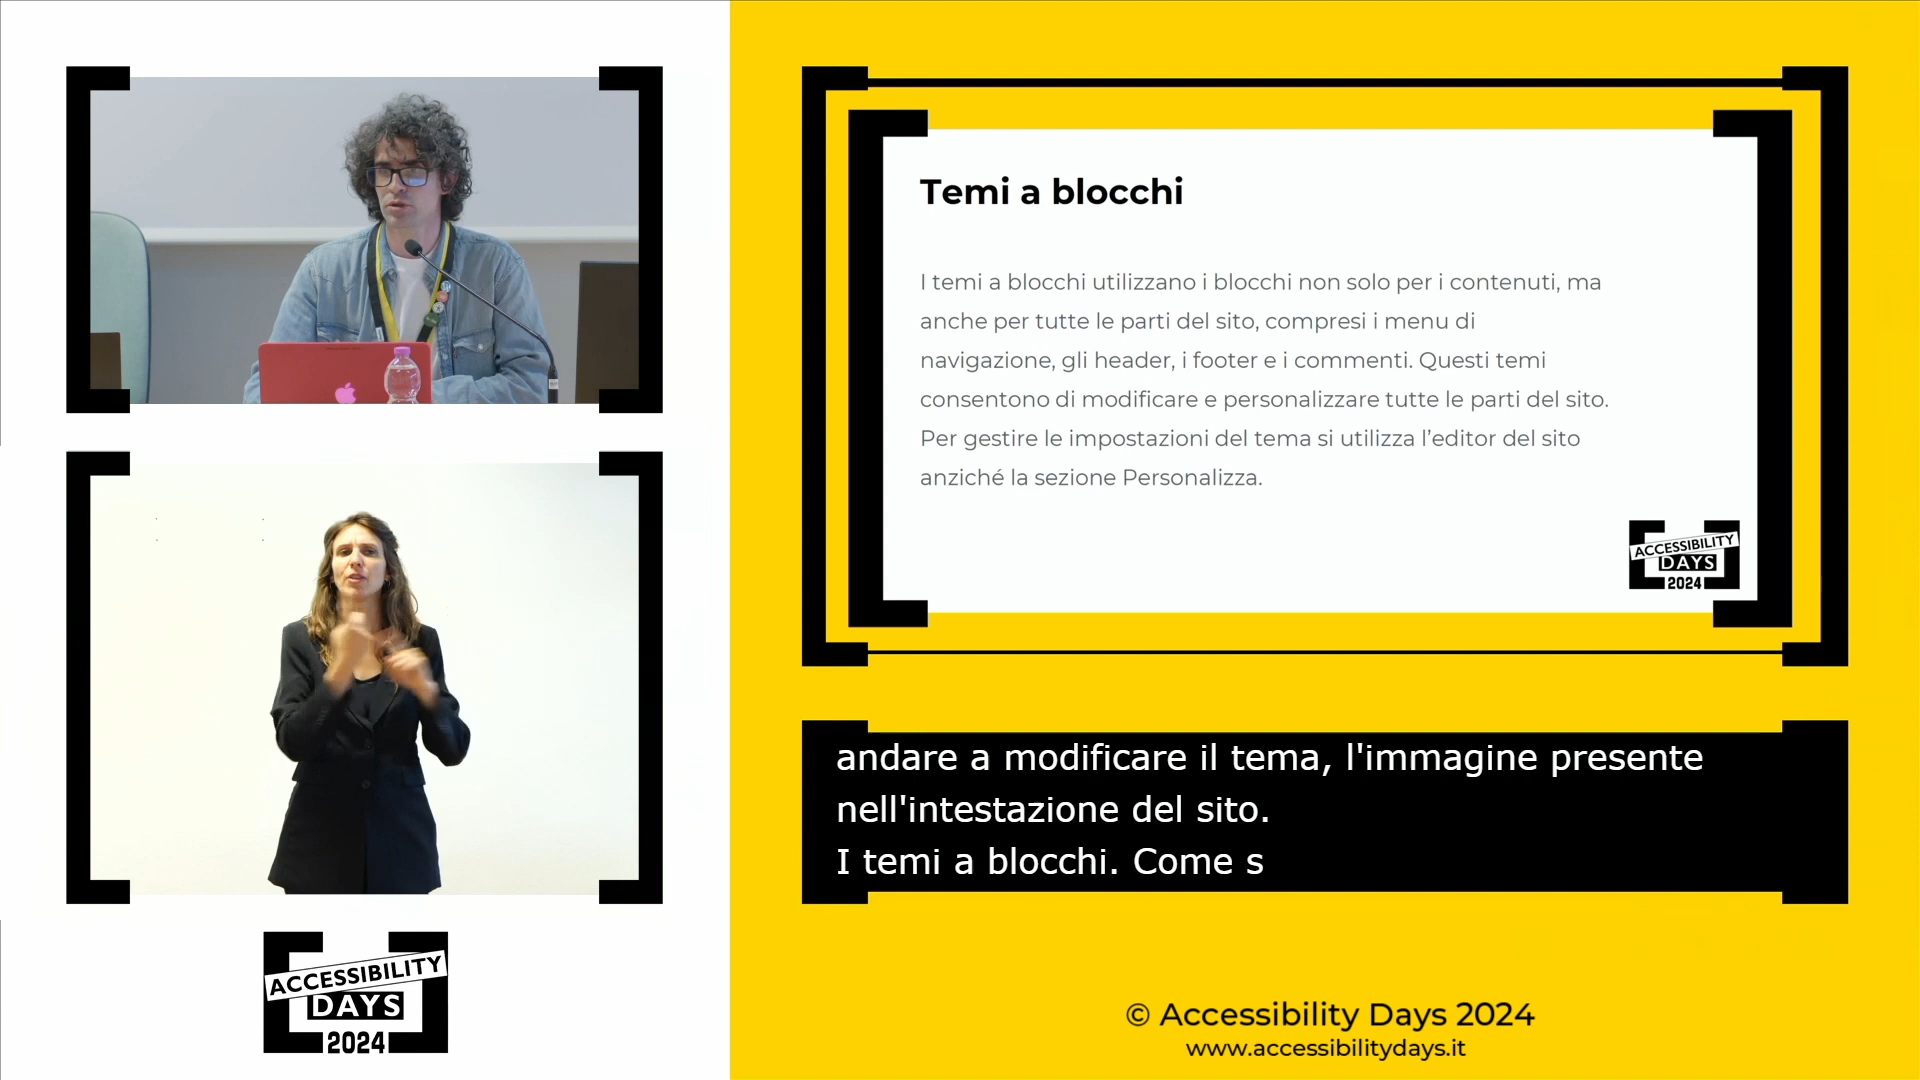 Temi a blocchi
I temi a blocchi utilizzano i blocchi non solo per i contenuti, ma
anche per tutte le parti del sito, compresi i menu di
navigazione, gli header, i footer e i commenti. Questi temi
consentono di modificare e personalizzare tutte le parti del sito.
Per gestire le impostazioni del tema si utilizza l’editor del sito
anziché la sezione Personalizza.
ACCESSIBILITY
DAYS
2024
andare a modificare il tema, l'immagine presente
nell'intestazione del sito.
I temi a blocchi. Come s
ACCESSIBILITY
DAYS
2024
© Accessibility Days 2024
www.accessibilitydays.it